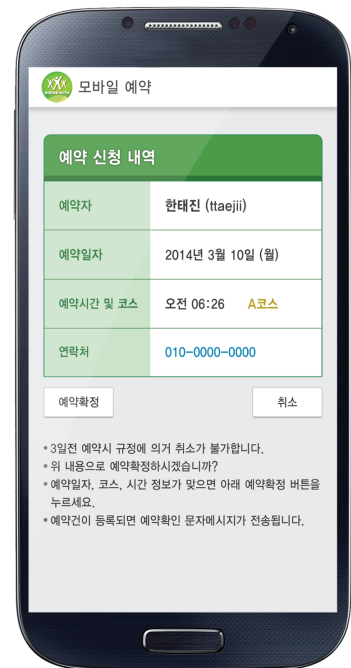 모바일 예약
예약 신청 내역
예약자 한태진 (ttaejii)
예약일자 2014년 3월 10일 (월)
예약시간 및 코스 오전 06:26 A코스
연락처 010-0000-0000
예약확정 취소
• 3일전 예약시 규정에 의거 취소가 불가합니다.
• 위 내용으로 예약확정하시겠습니까?
• 예약일자, 코스, 시간 정보가 맞으면 아래 예약확정 버튼을
누르세요.
• 예약건이 등록되면 예약확인 문자메시지가 전송됩니다.